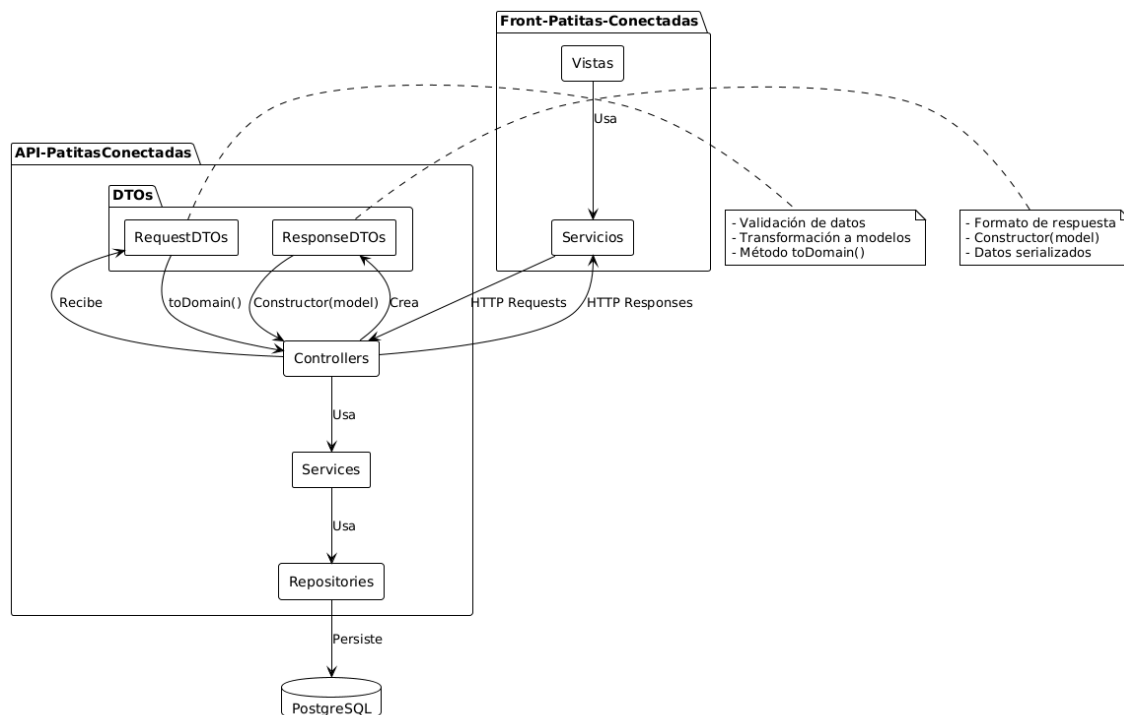 Front-Patitas-Conectadas
Vistas
Usa
API-PatitasConectadas
DTOs
RequestDTOs
ResponseDTOs
Servicios
- Validación de datos
- Transformación a modelos
- Método toDomain()
- Formato de respuesta
- Constructor(model)
- Datos serializados
Recibe
toDomain()
Constructor(model)
Crea
HTTP Requests
HTTP Responses
Controllers
Usa
Services
Usa
Repositories
Persiste
PostgreSQL